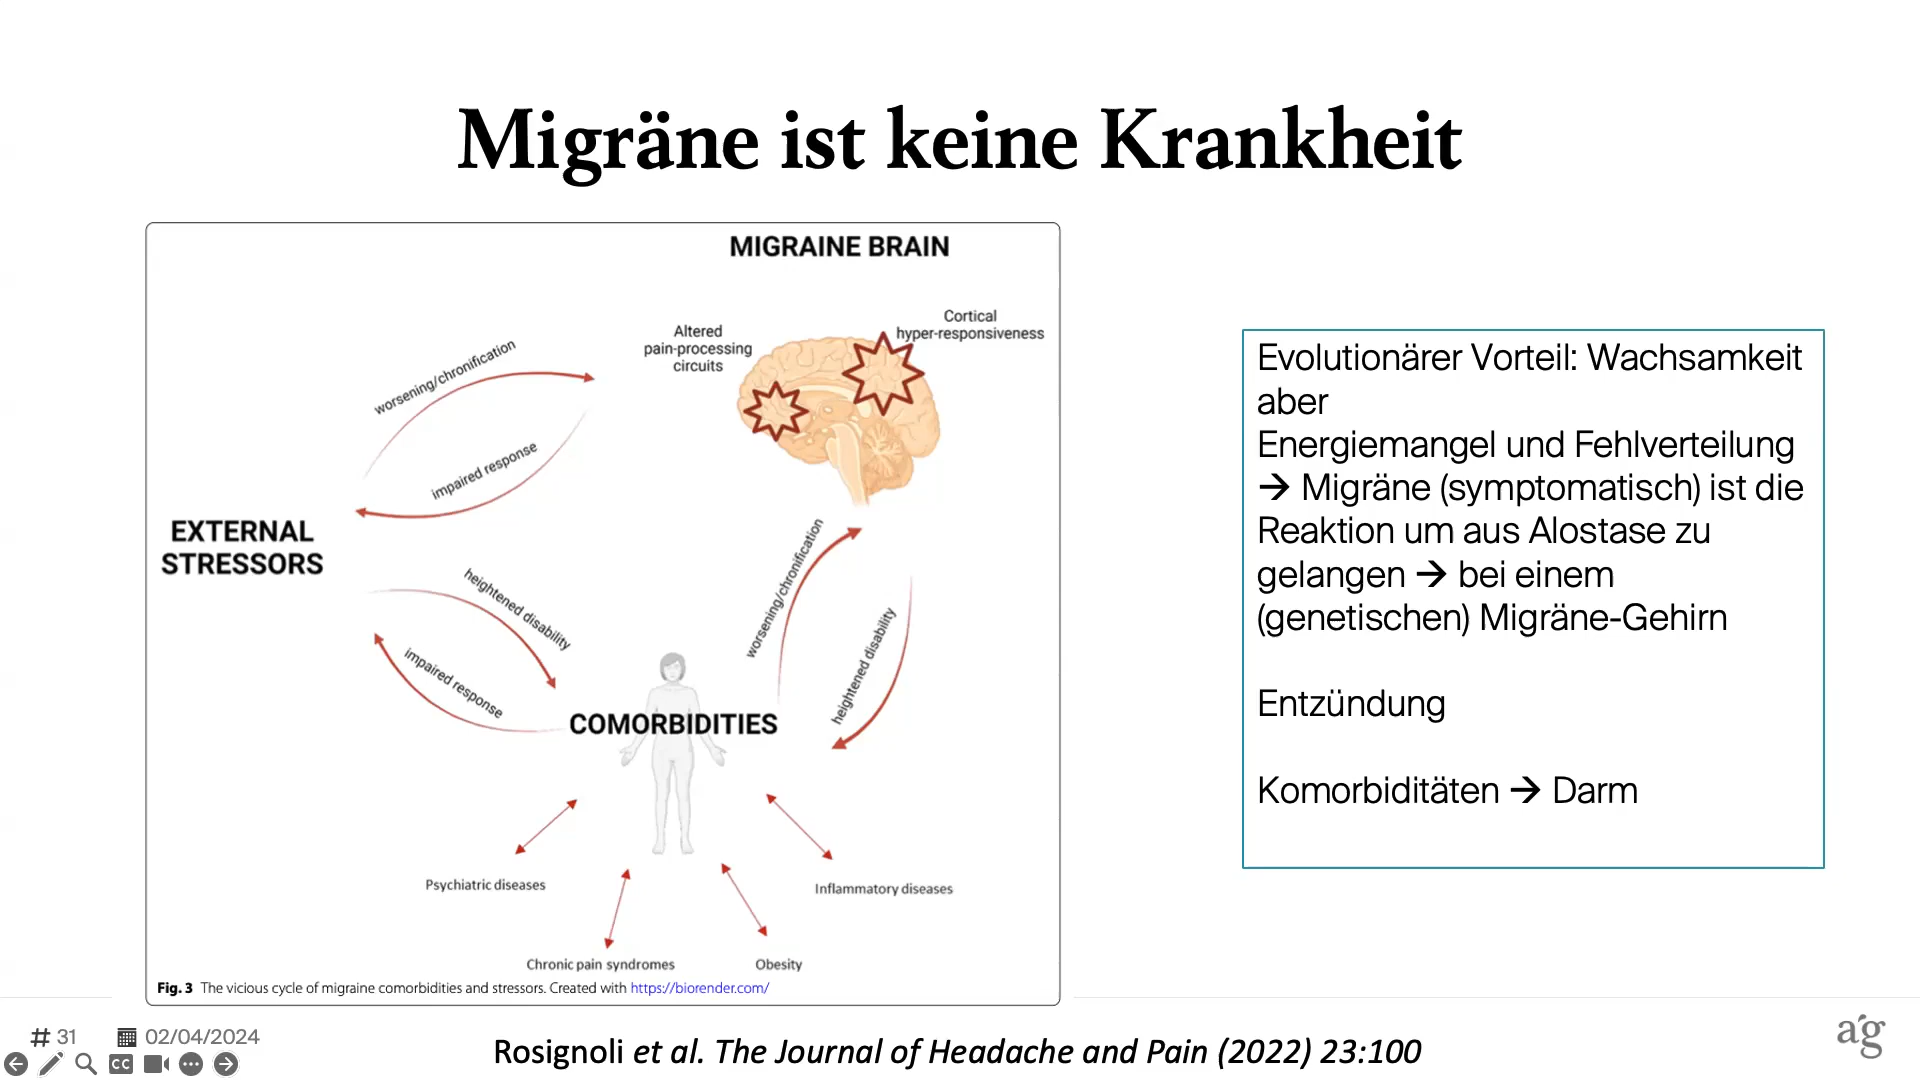 Migräne ist keine Krankheit
MIGRAINE BRAIN
Altered
pain-processing
circuits
Cortical
hyper-responsiveness
worsening/chronification
impaired response
EXTERNAL
STRESSORS
heightened disability
impaired response
worsening/chronification
heightened disability
COMORBIDITIES
Psychiatric diseases
Inflammatory diseases
Chronic pain syndromes
Obesity
Fig. 3 The vicious cycle of migraine comorbidities and stressors. Created with https://biorender.com/
Evolutionärer Vorteil: Wachsamkeit
aber
Energiemangel und Fehlverteilung
→ Migräne (symptomatisch) ist die
Reaktion um aus Alostase zu
gelangen → bei einem
(genetischen) Migräne-Gehirn
Entzündung
Komorbiditäten → Darm
# 31
02/04/2024
CC
Rosignoli et al. The Journal of Headache and Pain (2022) 23:100
a'g